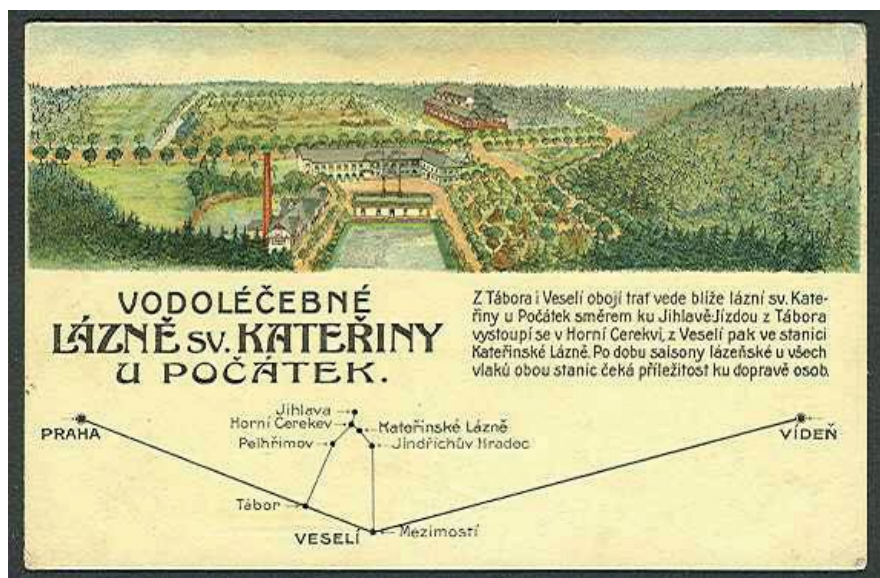 VODOLÉČEBNÉ
LÁZNĚ SV. KATEŘINY
U POČÁTEK.
Z Tábora i Veselí obojí trať vede blíže lázní sv. Kate-
řiny u Počátek směrem ku Jihlavě. Jízdou z Tábora
vystoupí se v Horní Cerekvi, z Veselí pak ve stanici
Kateřinské Lázně. Po dobu saisony lázeňské u všech
vlaků obou stanic čeká příležitost ku dopravě osob.
Jihlava
Horní Cerekev
Kateřinské Lázně
Pelhřimov
Jindřichův Hradec
PRAHA
VÍDEŇ
Tábor
VESELÍ
Mezimostí